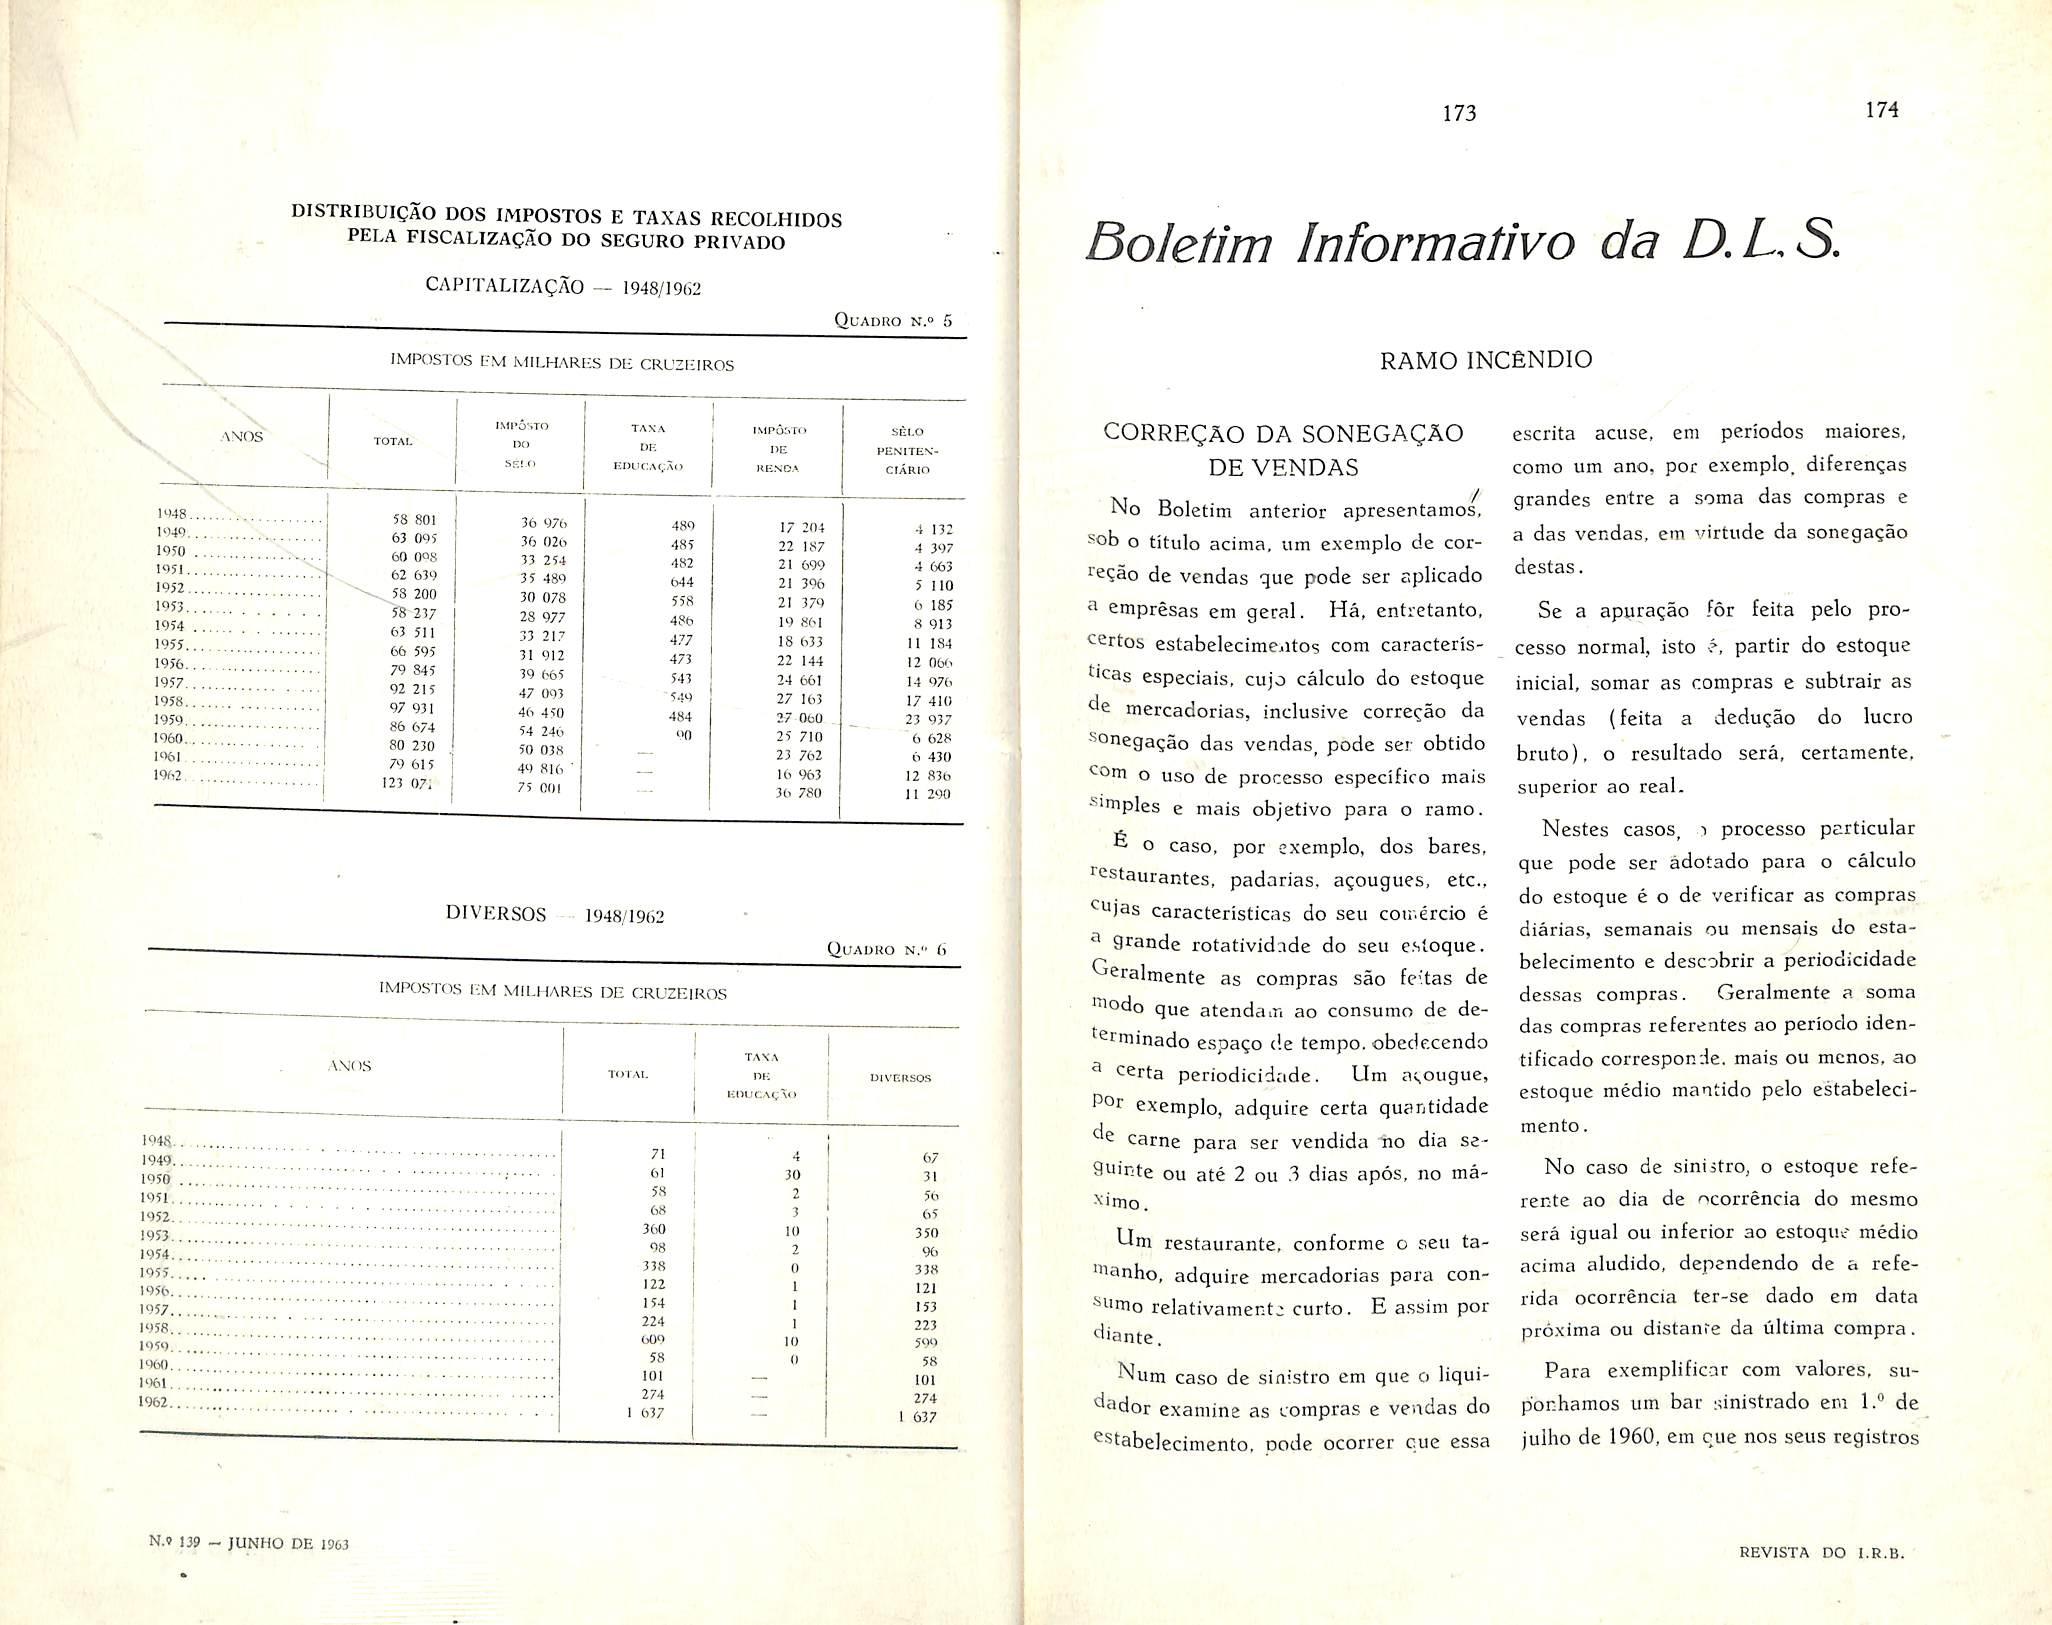 DISTRIBUIÇÃO DOS IMPOSTOS E TAXAS RECOLHIDOS
PELA FISCALIZAÇÃO DO SEGURO PRIVADO
CAPITALIZAÇÃO — 1948/1962
QUADRO N.º 5
IMPOSTOS EM MILHARES DE CRUZEIROS
ANOS TOTAL IMPÔSTO DO SELO TAXA DE EDUCAÇÃO IMPÔSTO DE RENDA SÊLO PENITEN-CIÁRIO
1948 58 801 36 976 489 17 204 4 132
1949 63 095 36 026 485 22 187 4 397
1950 60 098 33 254 482 21 699 4 663
1951 62 639 35 489 644 21 396 5 110
1952 58 200 30 078 558 21 379 6 185
1953 58 237 28 977 486 19 861 8 913
1954 63 511 33 217 477 18 633 11 184
1955 66 595 31 912 473 22 144 12 066
1956 79 845 39 665 543 24 661 14 976
1957 92 215 47 093 549 27 163 17 410
1958 97 931 46 450 484 27 060 23 937
1959 86 674 54 246 90 25 710 6 628
1960 80 230 50 038 — 23 762 6 430
1961 79 615 49 816 — 16 963 12 836
1962 123 071 75 001 — 36 780 11 290
DIVERSOS — 1948/1962
QUADRO N.º 6
IMPOSTOS EM MILHARES DE CRUZEIROS
ANOS TOTAL TAXA DE EDUCAÇÃO DIVERSOS
1948 71 4 67
1949 61 30 31
1950 58 2 56
1951 68 3 65
1952 360 10 350
1953 98 2 96
1954 338 0 338
1955 122 1 121
1956 154 1 153
1957 224 1 223
1958 609 10 599
1959 58 0 58
1960 101 — 101
1961 274 — 274
1962 1 637 — 1 637
N.º 139 — JUNHO DE 1963
173
174
Boletim Informativo da D.L.S.
RAMO INCÊNDIO
CORREÇÃO DA SONEGAÇÃO
DE VENDAS
No Boletim anterior apresentamos,
sob o título acima, um exemplo de cor-
reção de vendas que pode ser aplicado
a emprêsas em geral. Há, entretanto,
certos estabelecimentos com caracterís-
ticas especiais, cujo cálculo do estoque
de mercadorias, inclusive correção da
sonegação das vendas, pode ser obtido
com o uso de processo específico mais
simples e mais objetivo para o ramo.
É o caso, por exemplo, dos bares,
restaurantes, padarias, açougues, etc.,
cujas características do seu comércio é
a grande rotatividade do seu estoque.
Geralmente as compras são feitas de
modo que atendam ao consumo de de-
terminado espaço de tempo, obedecendo
a certa periodicidade. Um açougue,
por exemplo, adquire certa quantidade
de carne para ser vendida no dia se-
guinte ou até 2 ou 3 dias após, no má-
ximo.
Um restaurante, conforme o seu ta-
manho, adquire mercadorias para con-
sumo relativamente curto. E assim por
diante.
Num caso de sinistro em que o liqui-
dador examine as compras e vendas do
estabelecimento, pode ocorrer que essa
escrita acuse, em períodos maiores,
como um ano, por exemplo, diferenças
grandes entre a soma das compras e
a das vendas, em virtude da sonegação
destas.
Se a apuração fôr feita pelo pro-
cesso normal, isto é, partir do estoque
inicial, somar as compras e subtrair as
vendas (feita a dedução do lucro
bruto), o resultado será, certamente,
superior ao real.
Nestes casos, o processo particular
que pode ser adotado para o cálculo
do estoque é o de verificar as compras
diárias, semanais ou mensais do esta-
belecimento e descobrir a periodicidade
dessas compras. Geralmente a soma
das compras referentes ao período iden-
tificado corresponde, mais ou menos, ao
estoque médio mantido pelo estabeleci-
mento.
No caso de sinistro, o estoque refe-
rente ao dia de ocorrência do mesmo
será igual ou inferior ao estoque médio
acima aludido, dependendo de a refe-
rida ocorrência ter-se dado em data
próxima ou distante da última compra.
Para exemplificar com valores, su-
ponhamos um bar sinistrado em 1.º de
julho de 1960, em que nos seus registros
REVISTA DO I.R.B.